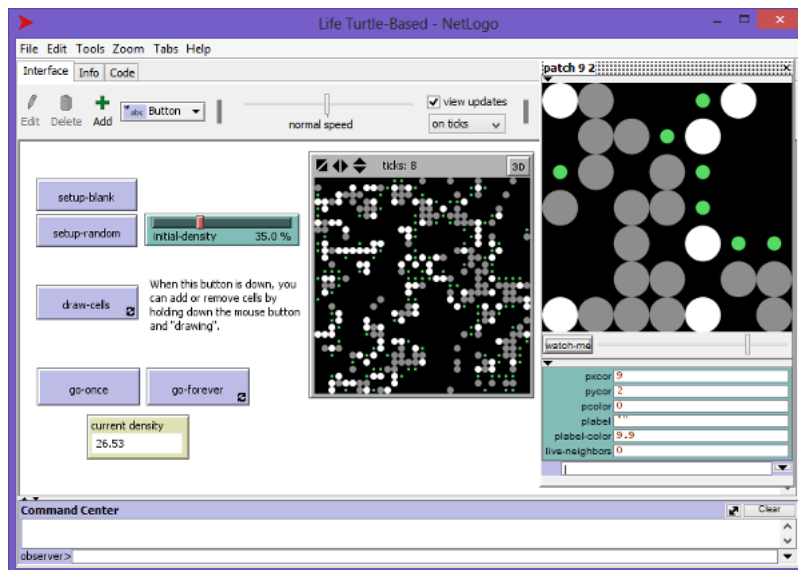 Life Turtle-Based - NetLogo
File Edit Tools Zoom Tabs Help
Interface Info Code
Edit Delete Add
abc Button
normal speed
view updates
on ticks
patch 9 2
ticks: 8
3D
setup-blank
setup-random
initial-density 35.0 %
draw-cells
When this button is down, you
can add or remove cells by
holding down the mouse button
and "drawing".
go-once
go-forever
current density
26.53
watch-me
pxcor 9
pycor 2
pcolor 0
plabel ""
plabel-color 9.9
live-neighbors 0
Command Center
Clear
observer>